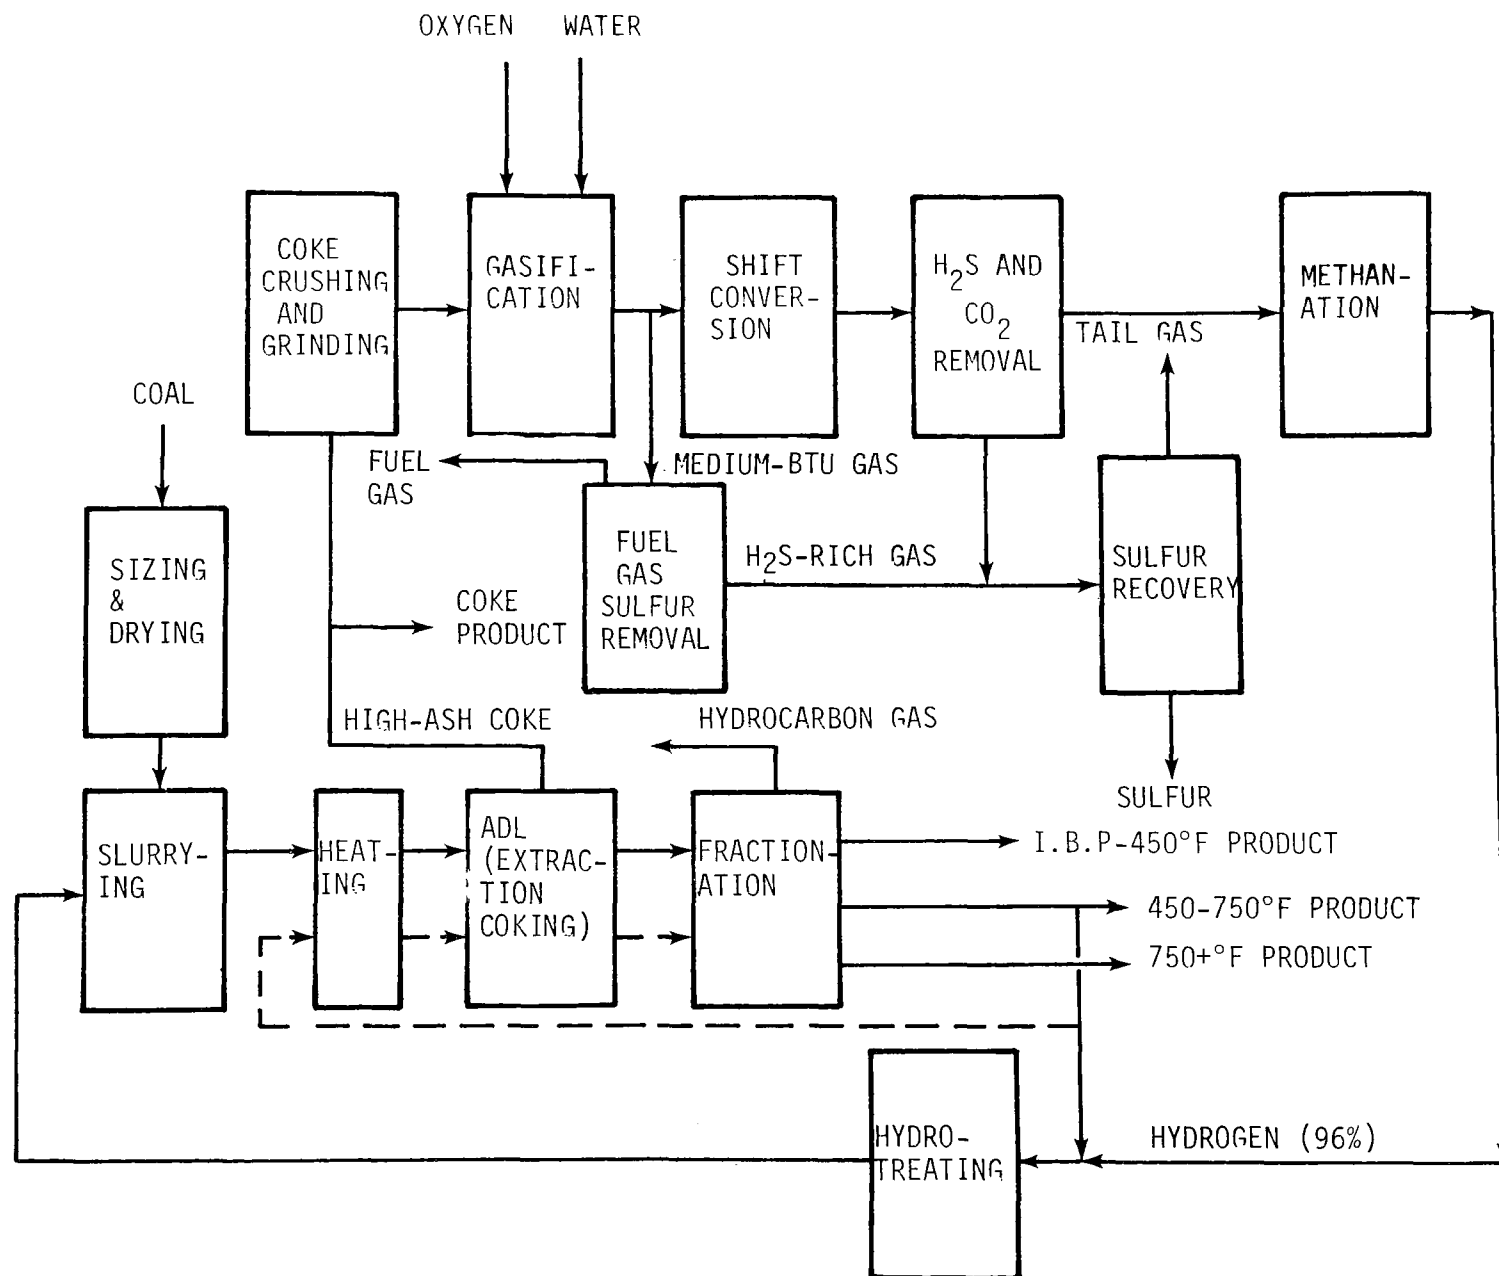 OXYGEN WATER
COKE
CRUSHING
AND
GRINDING
GASIFI-
CATION
SHIFT
CONVER-
SION
H2S AND
CO2
REMOVAL
TAIL GAS
METHAN-
ATION
COAL
FUEL
GAS
MEDIUM-BTU GAS
SIZING
&
DRYING
COKE
PRODUCT
FUEL
GAS
SULFUR
REMOVAL
H2S-RICH GAS
SULFUR
RECOVERY
HIGH-ASH COKE
HYDROCARBON GAS
SULFUR
SLURRY-
ING
HEAT-
ING
ADL
(EXTRAC-
TION
COKING)
FRACTION-
ATION
I.B.P-450°F PRODUCT
450-750°F PRODUCT
750+°F PRODUCT
HYDRO-
TREATING
HYDROGEN (96%)